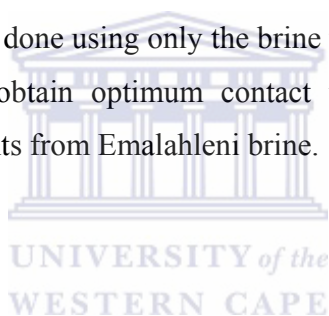 done using only the brine
obtain optimum contact
ts from Emalahleni brine.
UNIVERSITY of the
WESTERN CAPE